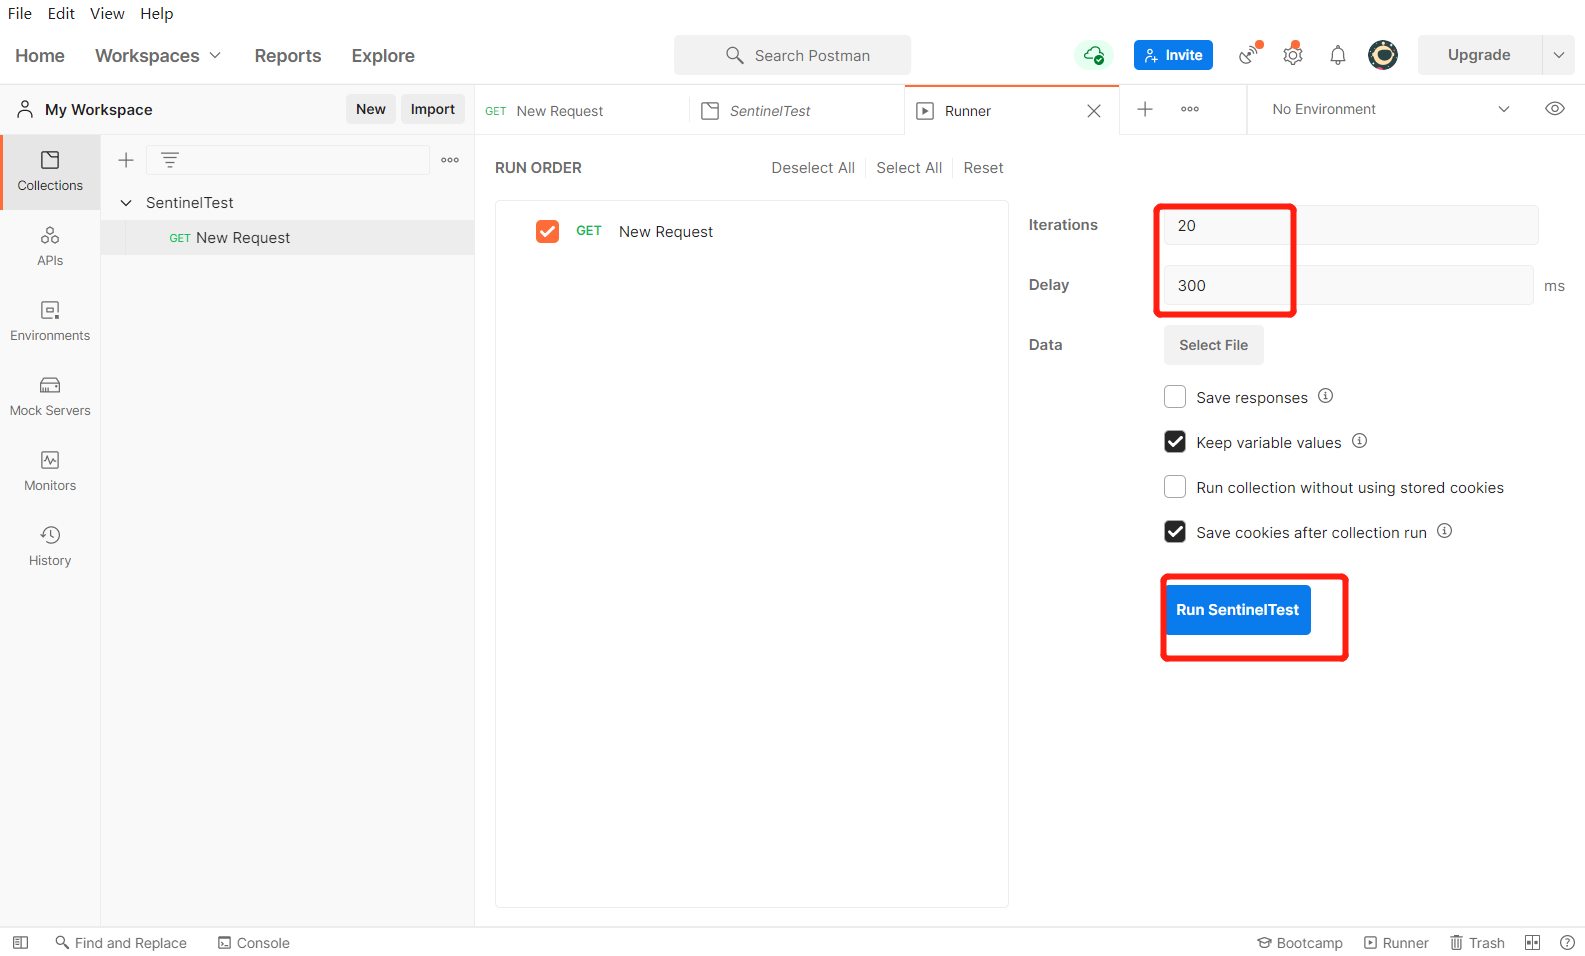 File Edit View Help
Home Workspaces Reports Explore Search Postman Invite Upgrade
My Workspace New Import GET New Request SentinelTest Runner No Environment
Collections
APIs
Environments
Mock Servers
Monitors
History
SentinelTest
GET New Request
RUN ORDER Deselect All Select All Reset
GET New Request
Iterations 20
Delay 300 ms
Data Select File
Save responses
Keep variable values
Run collection without using stored cookies
Save cookies after collection run
Run SentinelTest
Find and Replace Console Bootcamp Runner Trash